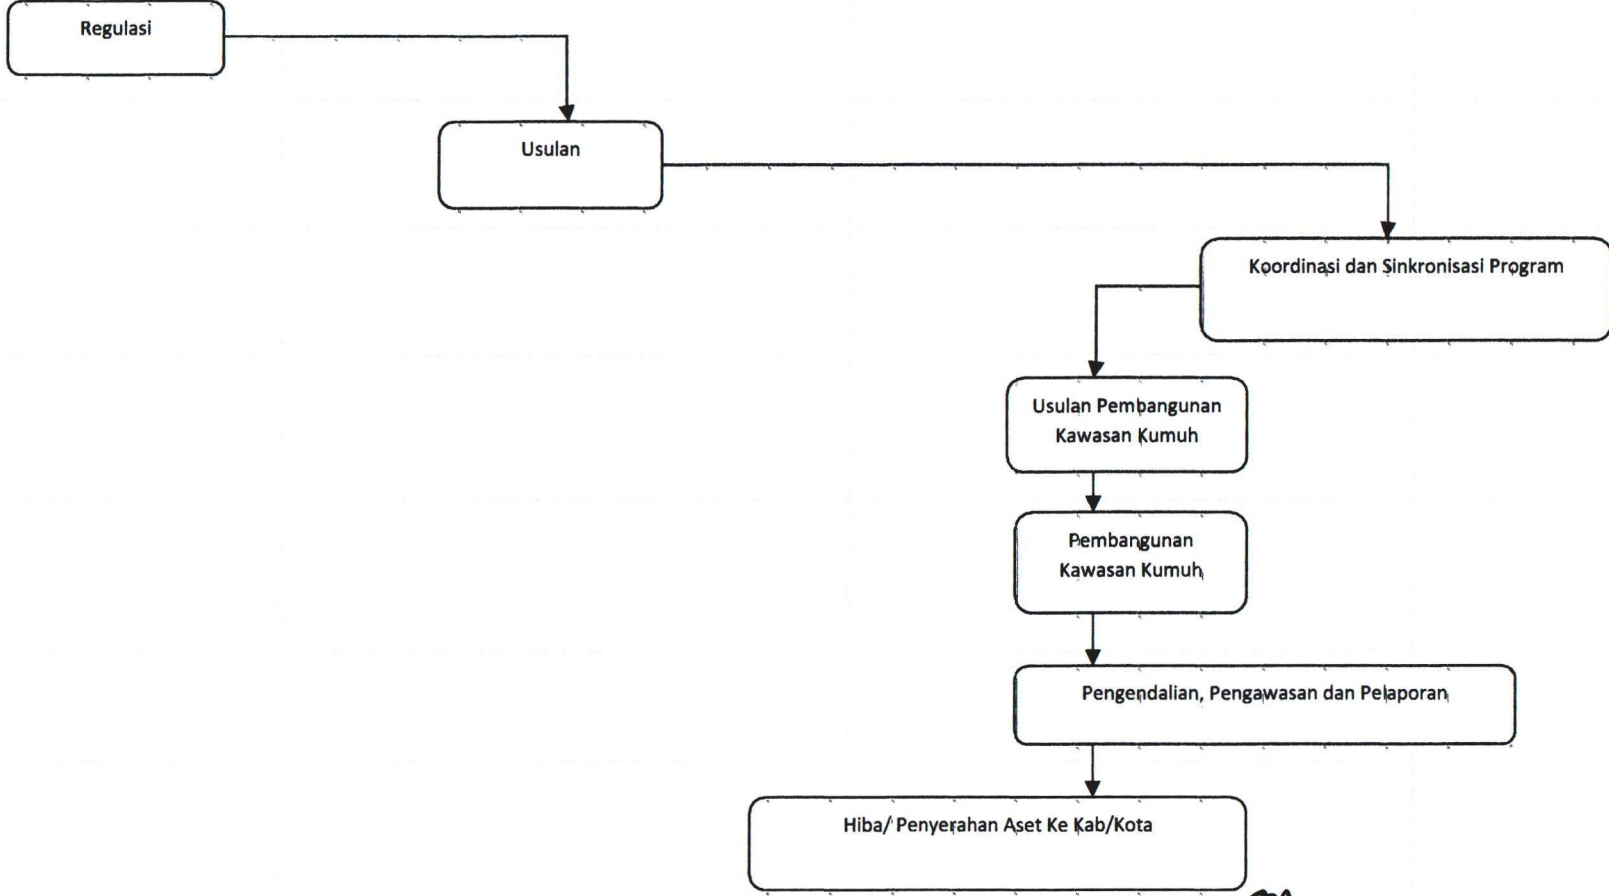 Regulasi
Usulan
Koordinasi dan Sinkronisasi Program
Usulan Pembangunan
Kawasan Kumuh
Pembangunan
Kawasan Kumuh
Pengendalian, Pengawasan dan Pelaporan
Hiba/ Penyerahan Aset Ke Kab/Kota